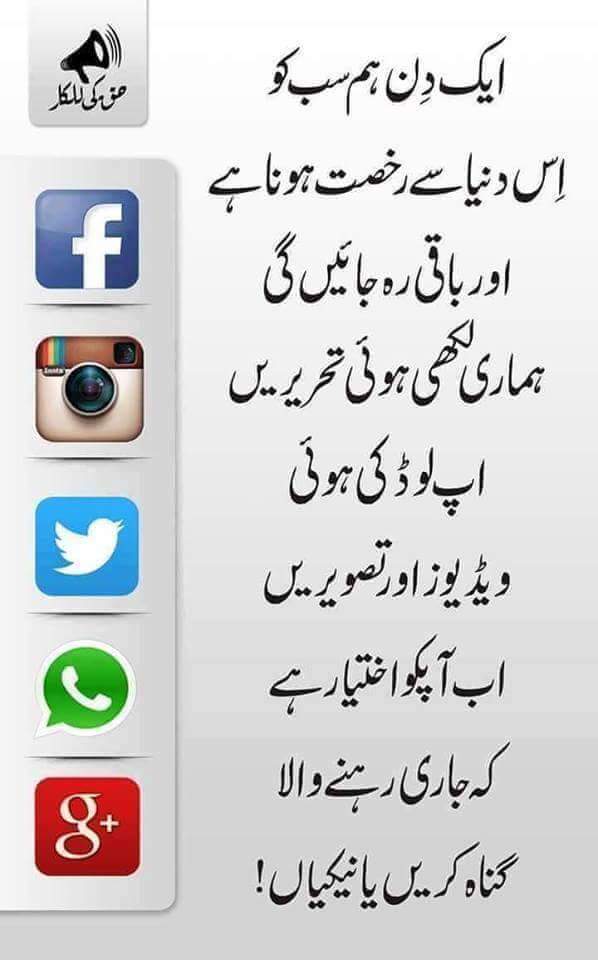 حق کی للکار
ایک دِن ہم سب کو
اِس دنیا سے رخصت ہونا ہے
اور باقی رہ جائیں گی
ہماری لکھی ہوئی تحریریں
اپ لوڈ کی ہوئی
ویڈیوز اور تصویریں
اب آپکو اختیار ہے
کہ جاری رہنے والا
گناہ کریں یا نیکیاں!
f
Insta
g+